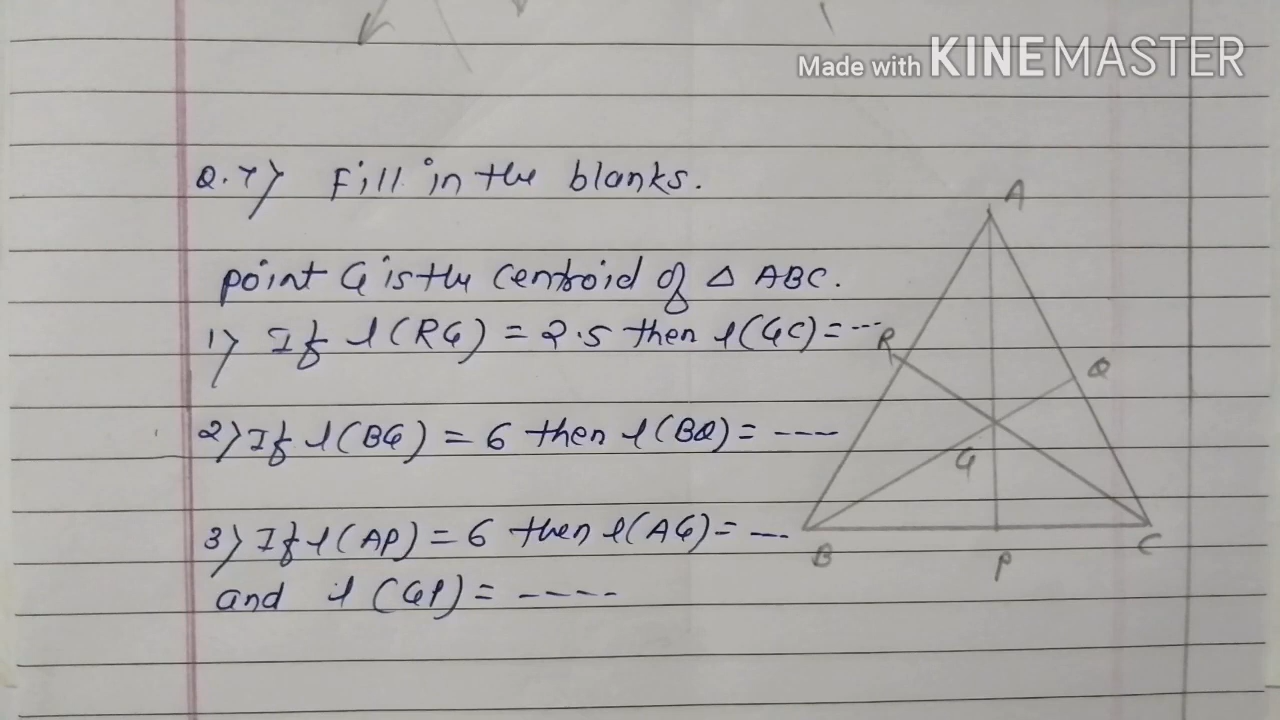 Made with KINEMASTER
Q.7) Fill in the blanks.
point G is the centroid of △ ABC.
1) If l(RG) = 2.5 then l(GC) = ---
2) If l(BG) = 6 then l(BQ) = ----
3) If l(AP) = 6 then l(AG) = ---
and l(GP) = ----
A
R
Q
G
B
P
C